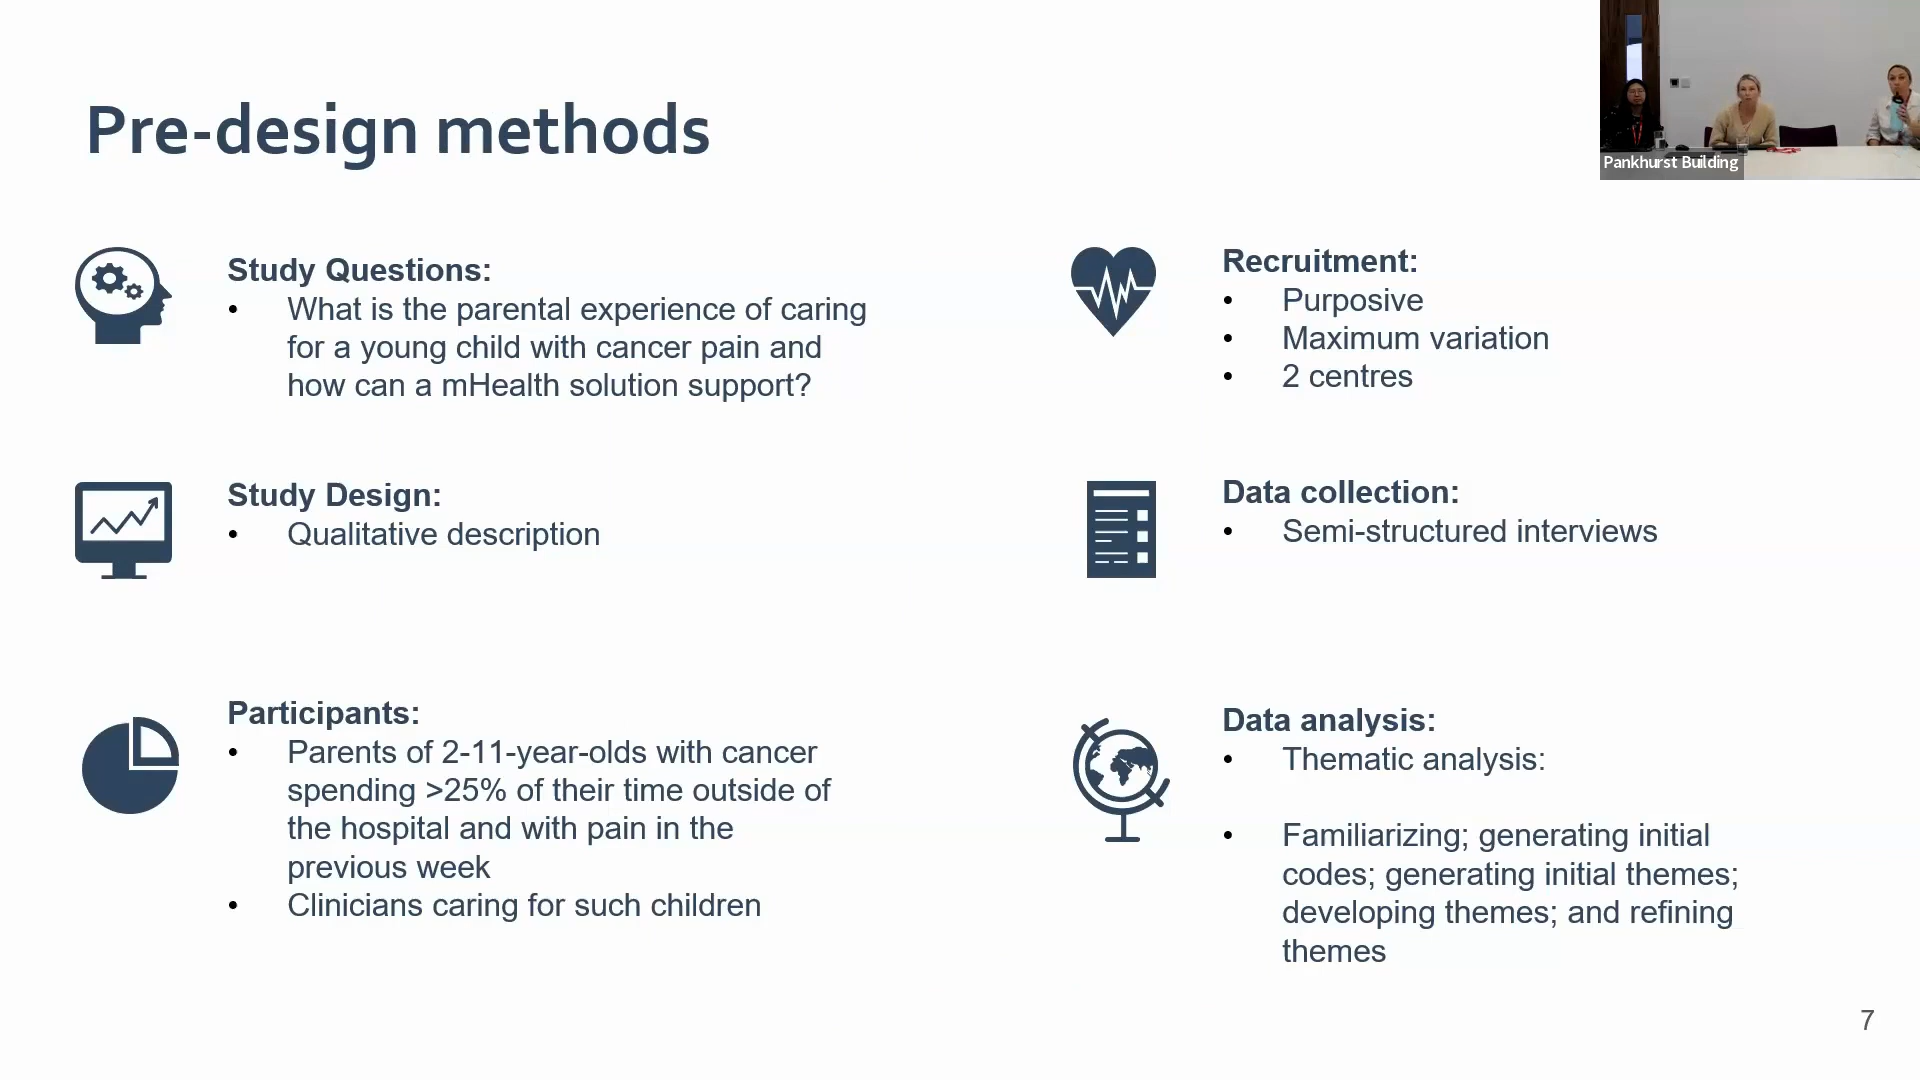 Pre-design methods
Pankhurst Building
Study Questions:
• What is the parental experience of caring
for a young child with cancer pain and
how can a mHealth solution support?
Study Design:
• Qualitative description
Participants:
• Parents of 2-11-year-olds with cancer
spending >25% of their time outside of
the hospital and with pain in the
previous week
• Clinicians caring for such children
Recruitment:
• Purposive
• Maximum variation
• 2 centres
Data collection:
• Semi-structured interviews
Data analysis:
• Thematic analysis:
• Familiarizing; generating initial
codes; generating initial themes;
developing themes; and refining
themes
7